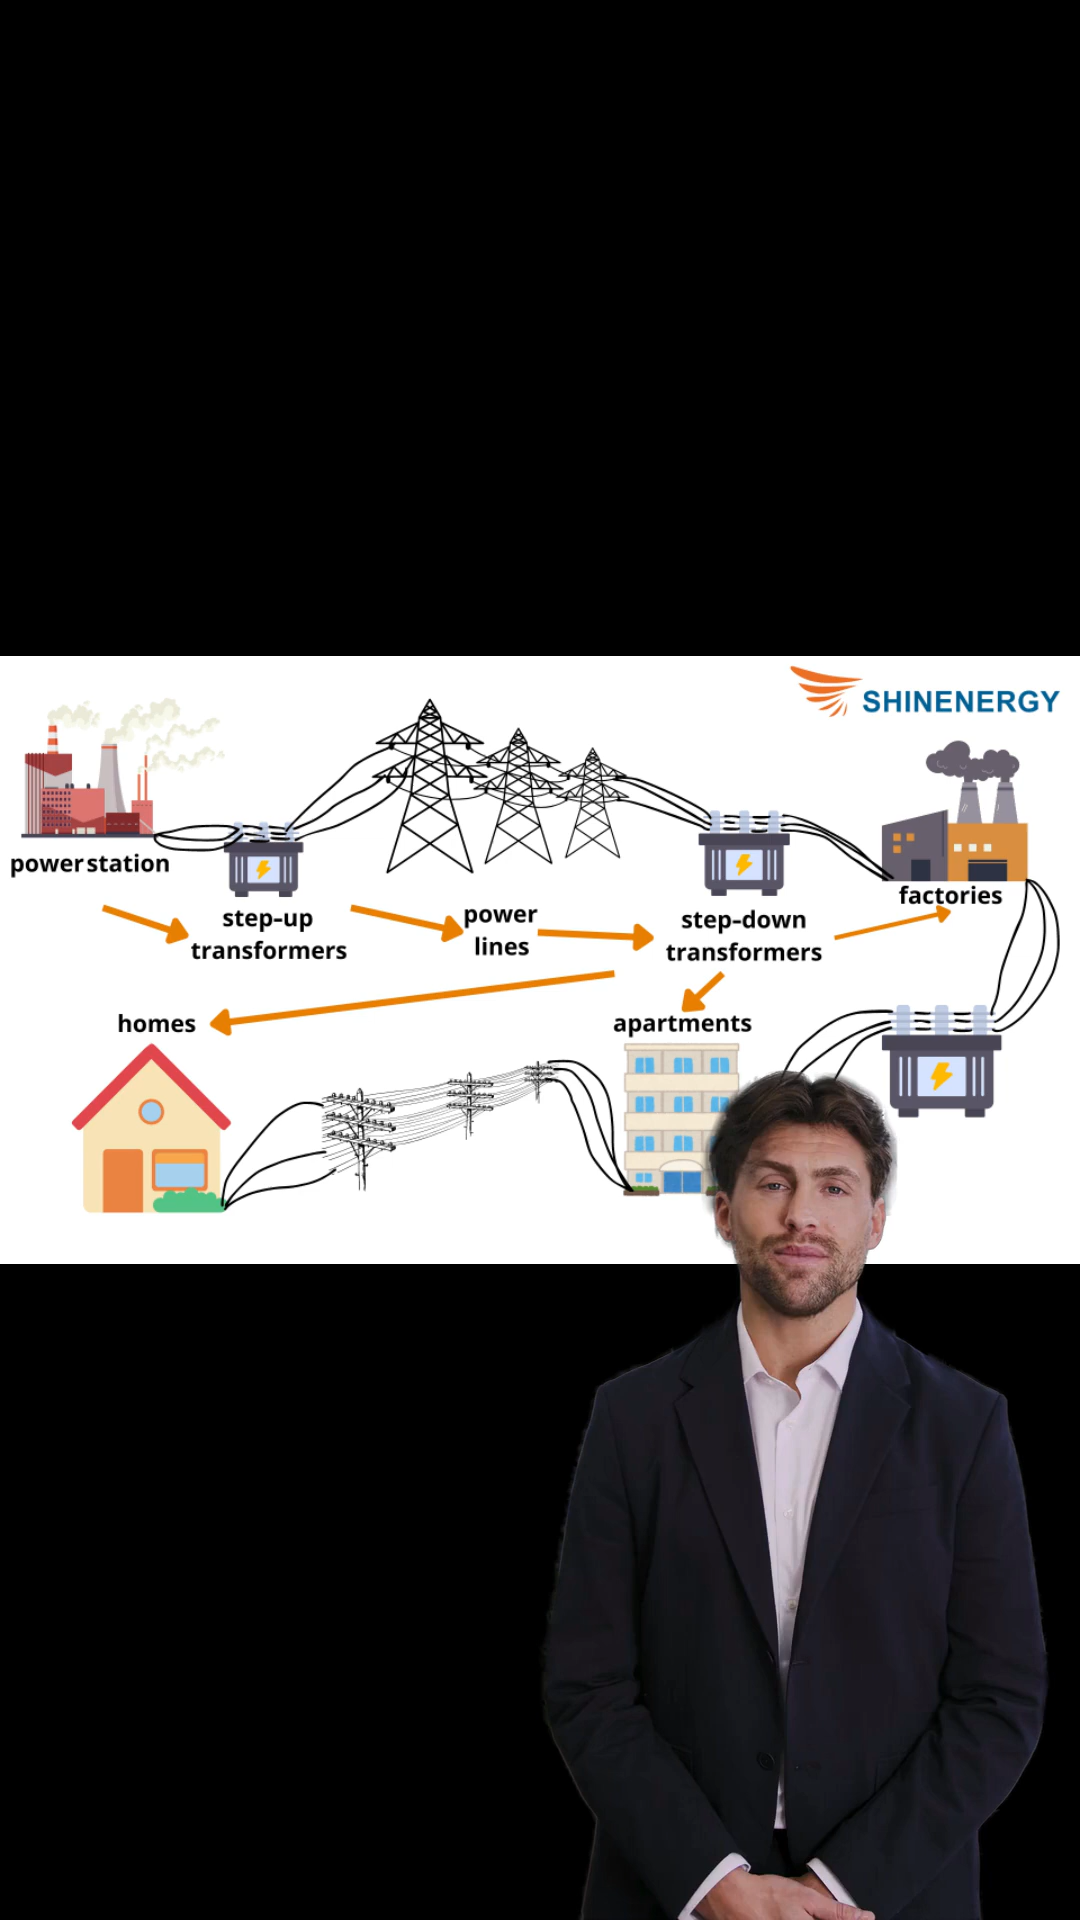 SHINENERGY
power station
factories
step-up
transformers
power
lines
step-down
transformers
homes
apartments